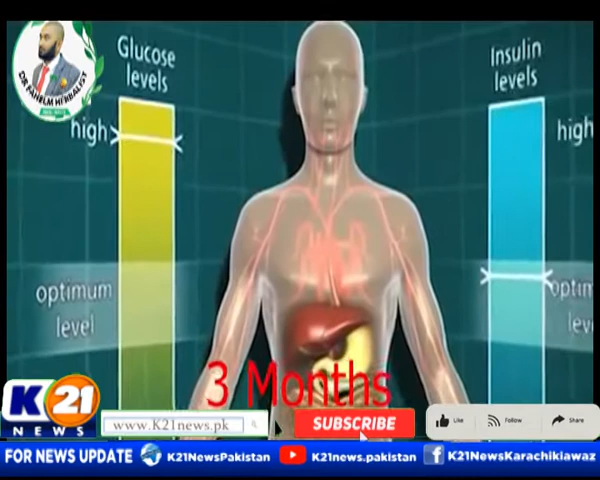 DR FAHEEM HERBALIST
Glucose
levels
high
optimum
level
Insulin
levels
high
optim
lev
3 Months
K21
NEWS
www.K21news.pk
SUBSCRIBE
Like
Follow
Share
FOR NEWS UPDATE
K21NewsPakistan
K21news.pakistan
K21NewsKarachikiawaz